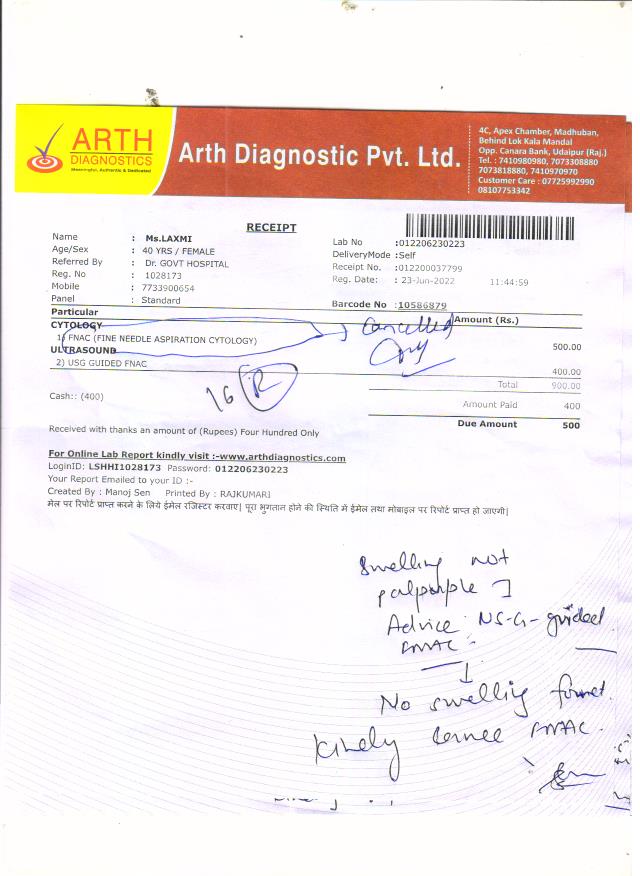 ARTH
DIAGNOSTICS
Meaningful, Authentic & Dedicated
Arth Diagnostic Pvt. Ltd.
4C, Apex Chamber, Madhuban,
Behind Lok Kala Mandal
Opp. Canara Bank, Udaipur (Raj.)
Tel. : 7410980980, 7073308880
7073818880, 7410970970
Customer Care : 07725992990
08107753342
RECEIPT
Name : Ms.LAXMI
Age/Sex : 40 YRS / FEMALE
Referred By : Dr. GOVT HOSPITAL
Reg. No : 1028173
Mobile : 7733900654
Panel : Standard
Lab No :012206230223
DeliveryMode :Self
Receipt No. :012200037799
Reg. Date: : 23-Jun-2022 11:44:59
Barcode No :10586879
Particular Amount (Rs.)
CYTOLOGY
1) FNAC (FINE NEEDLE ASPIRATION CYTOLOGY) 500.00
Cancelled
ULTRASOUND
2) USG GUIDED FNAC 400.00
16 R
Total 900.00
Cash:: (400)
Amount Paid 400
Due Amount 500
Received with thanks an amount of (Rupees) Four Hundred Only
For Online Lab Report kindly visit :-www.arthdiagnostics.com
LoginID: LSHHI1028173 Password: 012206230223
Your Report Emailed to your ID :-
Created By : Manoj Sen Printed By : RAJKUMARI
मेल पर रिपोर्ट प्राप्त करने के लिये ईमेल रजिस्टर करवाए| पूरा भुगतान होने की स्थिति में ईमेल तथा मोबाइल पर रिपोर्ट प्राप्त हो जाएगी|
Swelling not
Advice guided
FNAC
No swelling found.
Kindly FNAC.